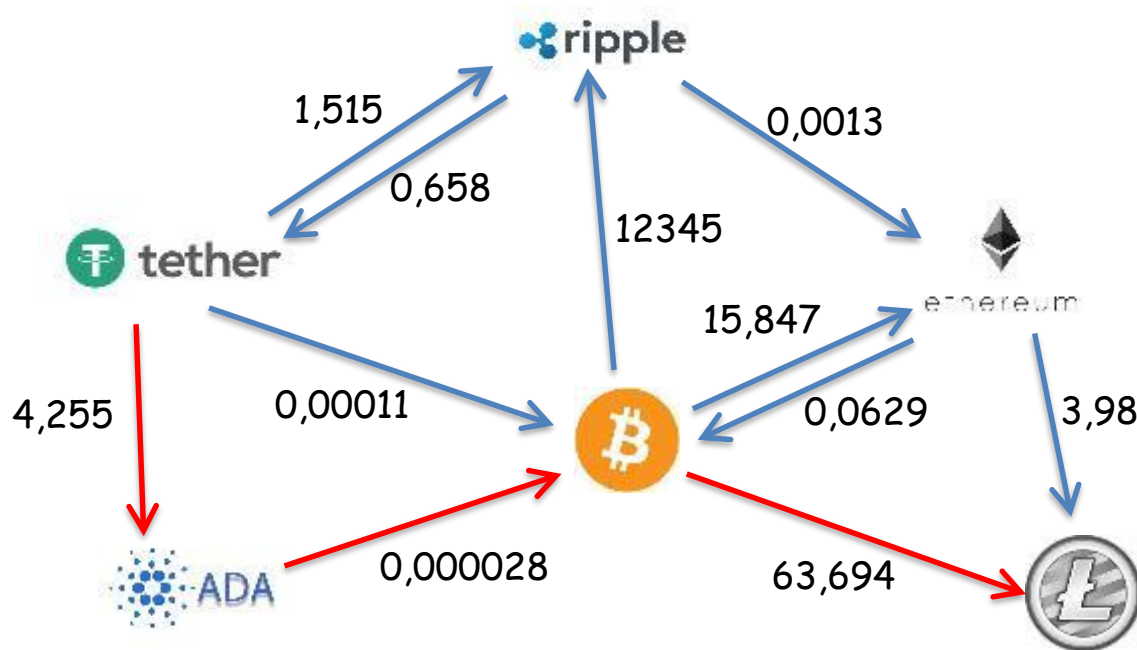 ripple
1,515
0,0013
0,658
12345
tether
ethereum
15,847
4,255
0,00011
0,0629
3,98
ADA
0,000028
63,694